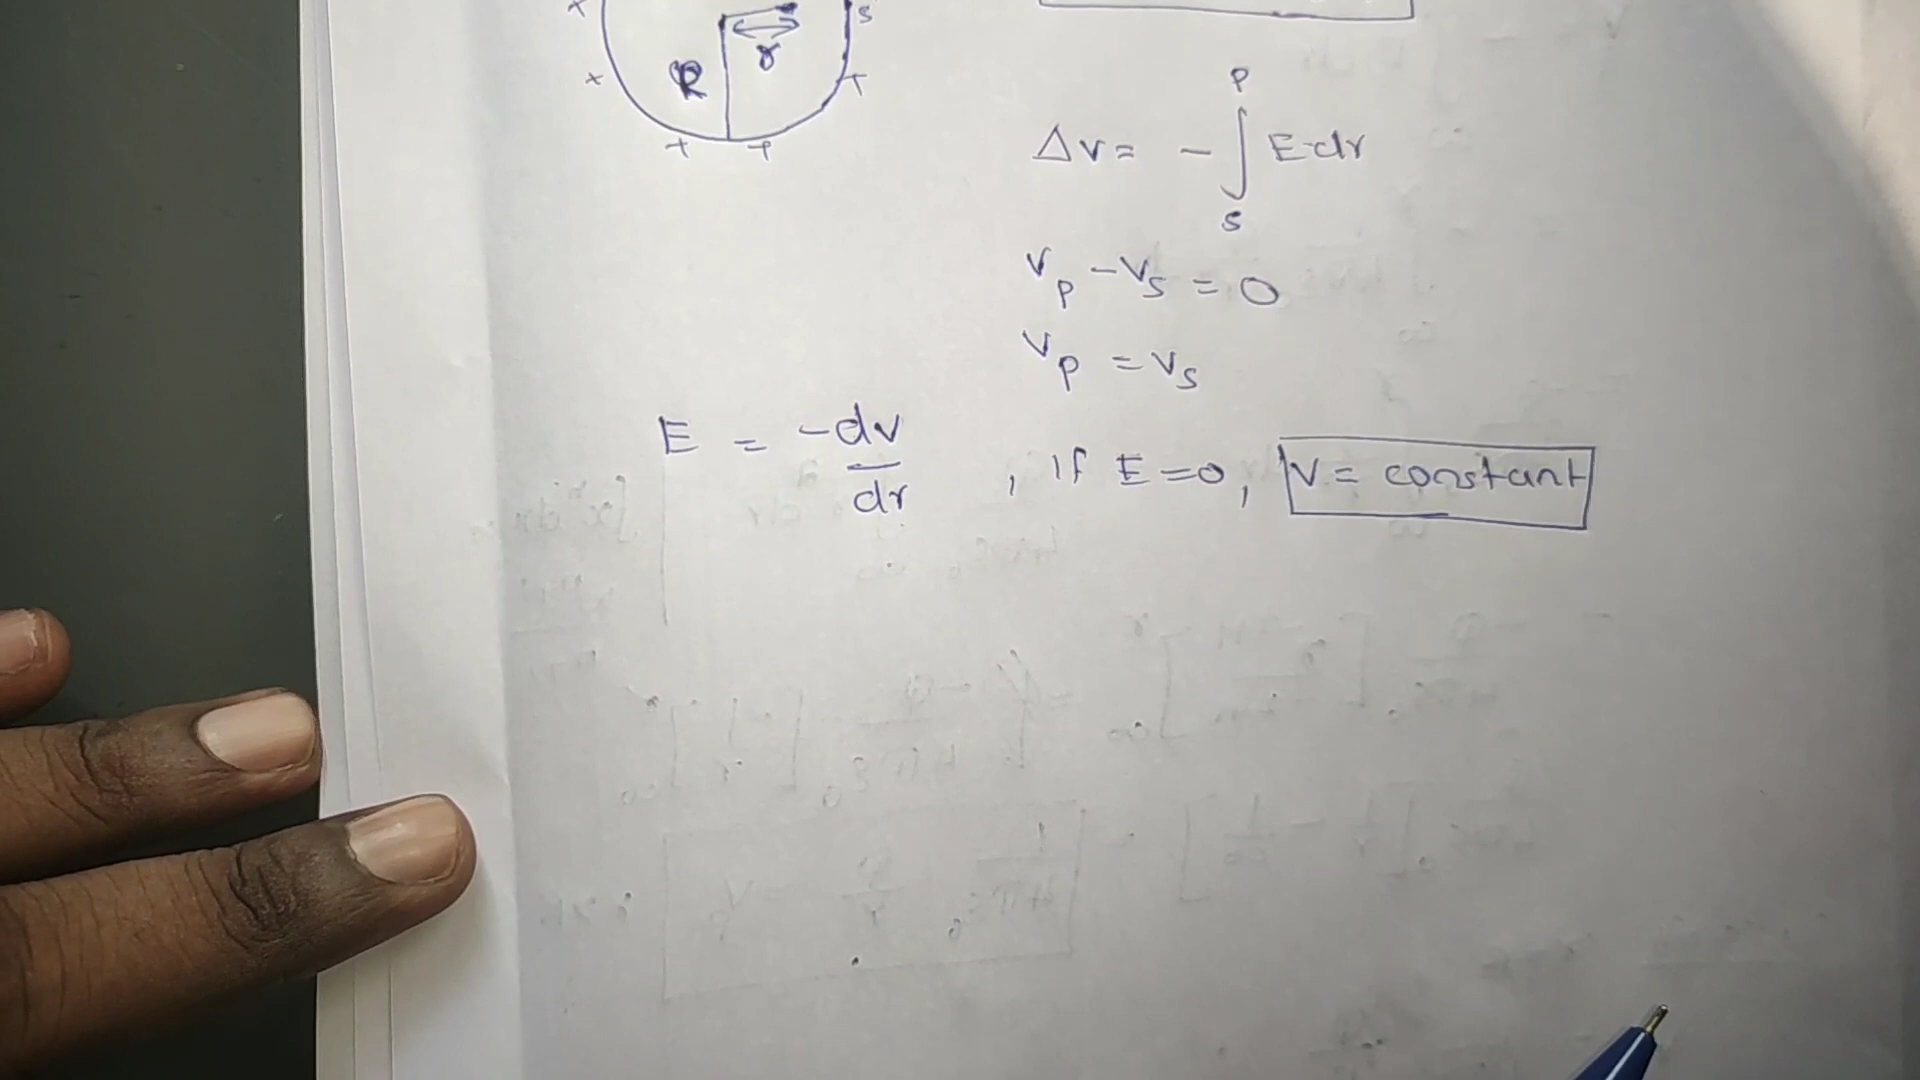 S
R r
P
ΔV = - ∫ E·dr
S
Vp - Vs = 0
Vp = Vs
E = -dv/dr , If E = 0, V = constant